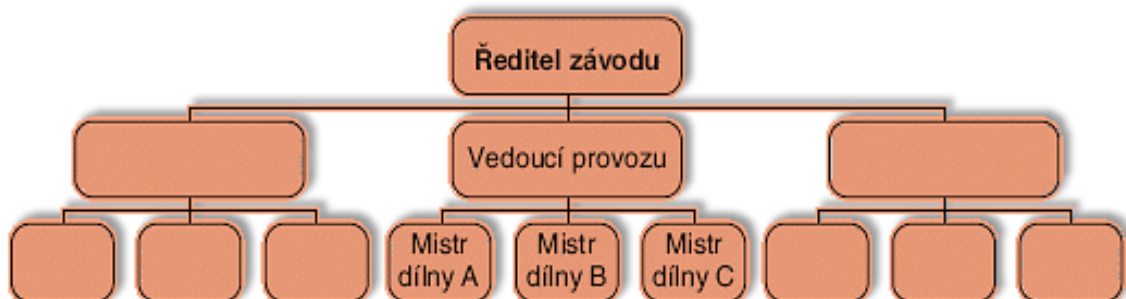 Ředitel závodu
Vedoucí provozu
Mistr
dílny A
Mistr
dílny B
Mistr
dílny C